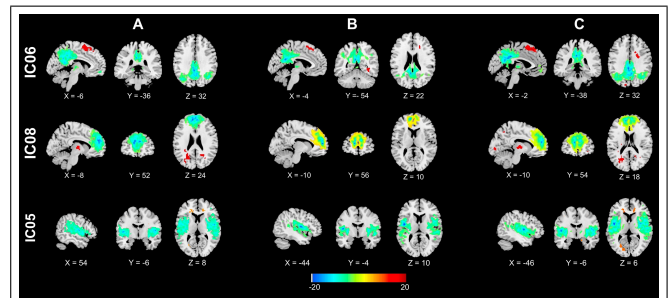 A B C
IC06
X = -6 Y = -36 Z = 32 X = -4 Y =- 54 Z = 22 X = -2 Y = -38 Z = 32
IC08
X = -8 Y = 52 Z = 24 X = -10 Y = 56 Z = 10 X = -10 Y = 54 Z = 18
IC05
X = 54 Y = -6 Z = 8 X = -44 Y = -4 Z = 10 X = -46 Y = -6 Z = 6
-20 20